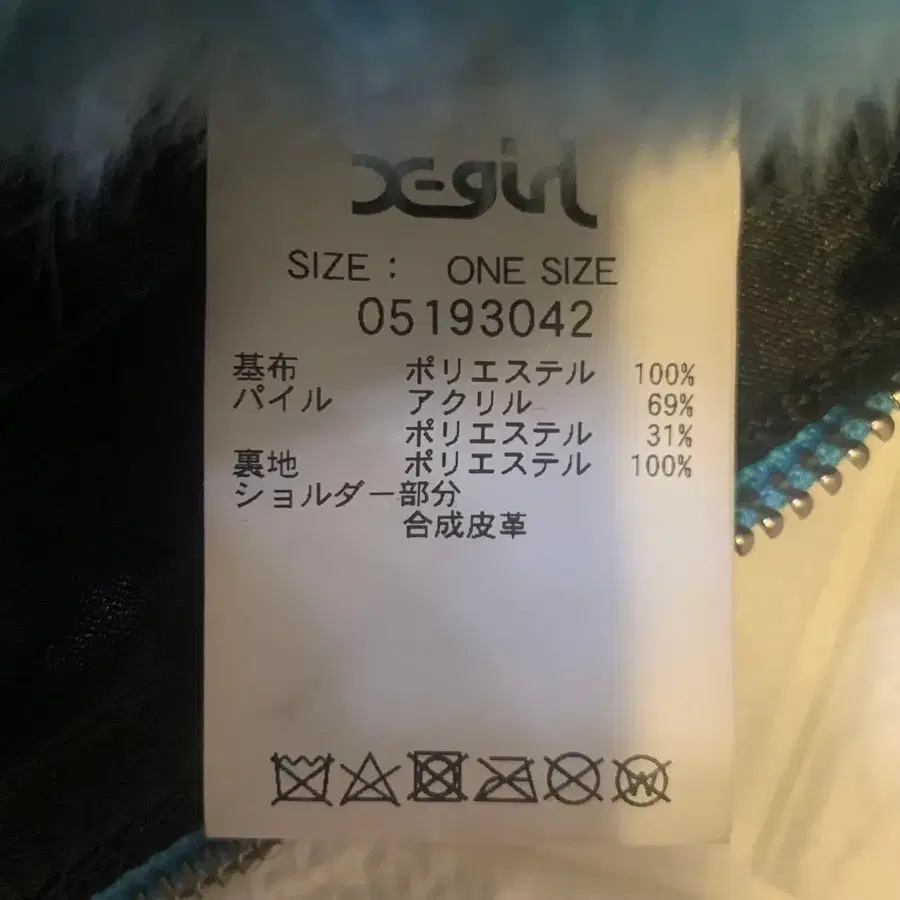 X-girl
SIZE： ONE SIZE
05193042
基布 ポリエステル 100%
パイル アクリル 69%
ポリエステル 31%
裏地 ポリエステル 100%
ショルダー部分
合成皮革
W